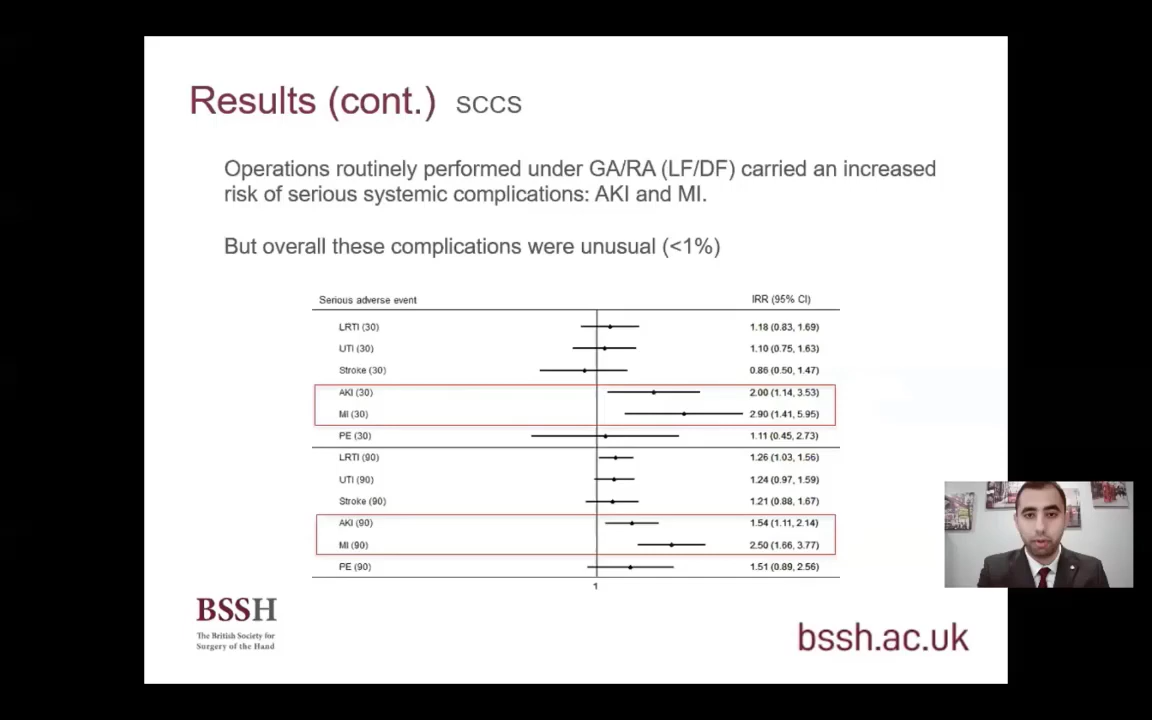 Results (cont.) SCCS
Operations routinely performed under GA/RA (LF/DF) carried an increased
risk of serious systemic complications: AKI and MI.
But overall these complications were unusual (<1%)
Serious adverse event IRR (95% CI)
LRTI (30) 1.18 (0.83, 1.69)
UTI (30) 1.10 (0.75, 1.63)
Stroke (30) 0.86 (0.50, 1.47)
AKI (30) 2.00 (1.14, 3.53)
MI (30) 2.90 (1.41, 5.95)
PE (30) 1.11 (0.45, 2.73)
LRTI (90) 1.26 (1.03, 1.56)
UTI (90) 1.24 (0.97, 1.59)
Stroke (90) 1.21 (0.88, 1.67)
AKI (90) 1.54 (1.11, 2.14)
MI (90) 2.50 (1.66, 3.77)
PE (90) 1.51 (0.89, 2.56)
1
BSSH
The British Society for
Surgery of the Hand
bssh.ac.uk